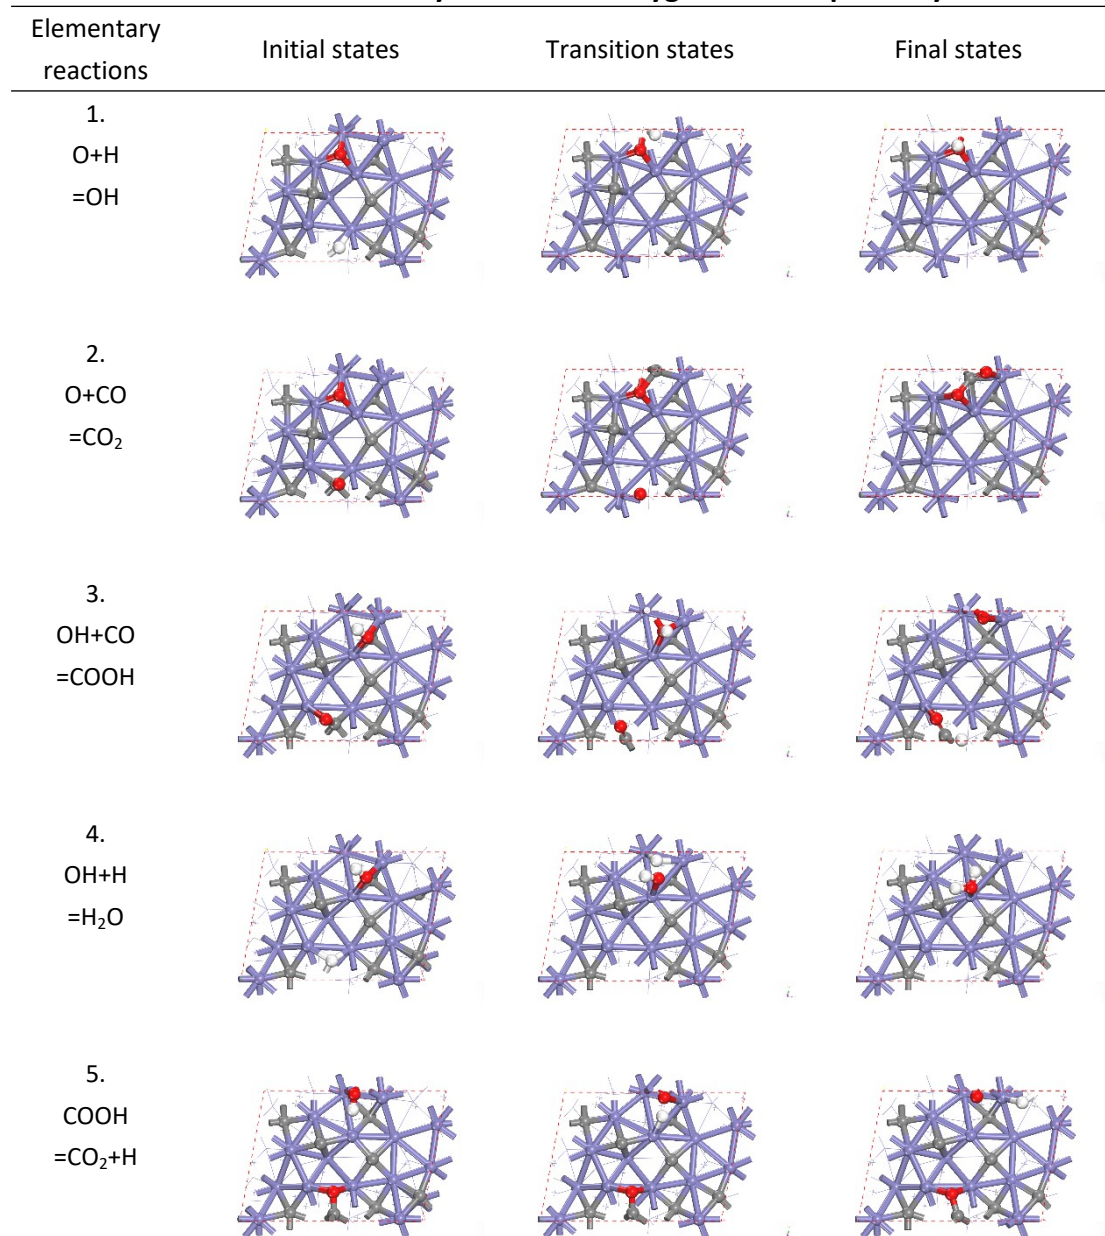 Elementary reactions
Initial states
Transition states
Final states
1.
O+H
=OH
2.
O+CO
=CO₂
3.
OH+CO
=COOH
4.
OH+H
=H₂O
5.
COOH
=CO₂+H